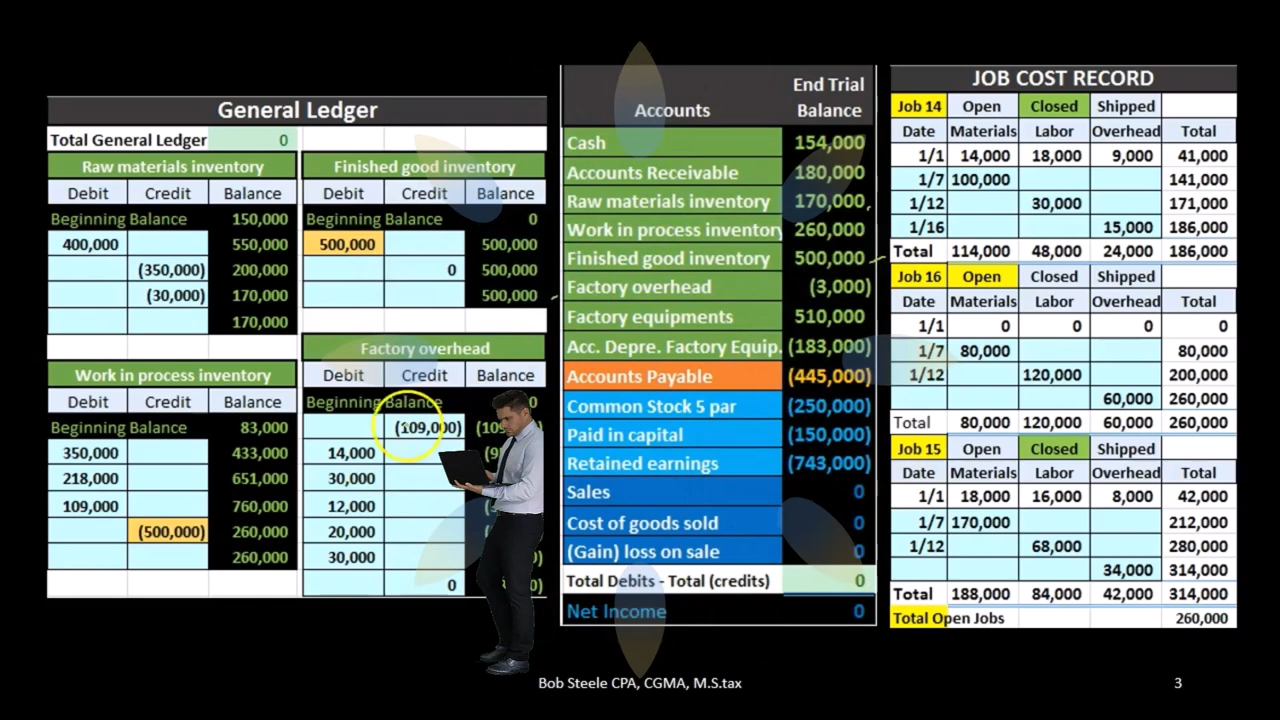 General Ledger
Total General Ledger 0
Raw materials inventory
Debit Credit Balance
Beginning Balance 150,000
400,000 550,000
(350,000) 200,000
(30,000) 170,000
170,000
Finished good inventory
Debit Credit Balance
Beginning Balance 0
500,000 500,000
0 500,000
500,000
Work in process inventory
Debit Credit Balance
Beginning Balance 83,000
350,000 433,000
218,000 651,000
109,000 760,000
(500,000) 260,000
260,000
Factory overhead
Debit Credit Balance
Beginning Balance 0
(109,000)
14,000
30,000
12,000
20,000
30,000
0
Accounts End Trial Balance
Cash 154,000
Accounts Receivable 180,000
Raw materials inventory 170,000
Work in process inventory 260,000
Finished good inventory 500,000
Factory overhead (3,000)
Factory equipments 510,000
Acc. Depre. Factory Equip. (183,000)
Accounts Payable (445,000)
Common Stock 5 par (250,000)
Paid in capital (150,000)
Retained earnings (743,000)
Sales 0
Cost of goods sold 0
(Gain) loss on sale 0
Total Debits - Total (credits) 0
Net Income 0
JOB COST RECORD
Job 14 Open Closed Shipped
Date Materials Labor Overhead Total
1/1 14,000 18,000 9,000 41,000
1/7 100,000 141,000
1/12 30,000 171,000
1/16 15,000 186,000
Total 114,000 48,000 24,000 186,000
Job 16 Open Closed Shipped
Date Materials Labor Overhead Total
1/1 0 0 0 0
1/7 80,000 80,000
1/12 120,000 200,000
60,000 260,000
Total 80,000 120,000 60,000 260,000
Job 15 Open Closed Shipped
Date Materials Labor Overhead Total
1/1 18,000 16,000 8,000 42,000
1/7 170,000 212,000
1/12 68,000 280,000
34,000 314,000
Total 188,000 84,000 42,000 314,000
Total Open Jobs 260,000
Bob Steele CPA, CGMA, M.S.tax
3